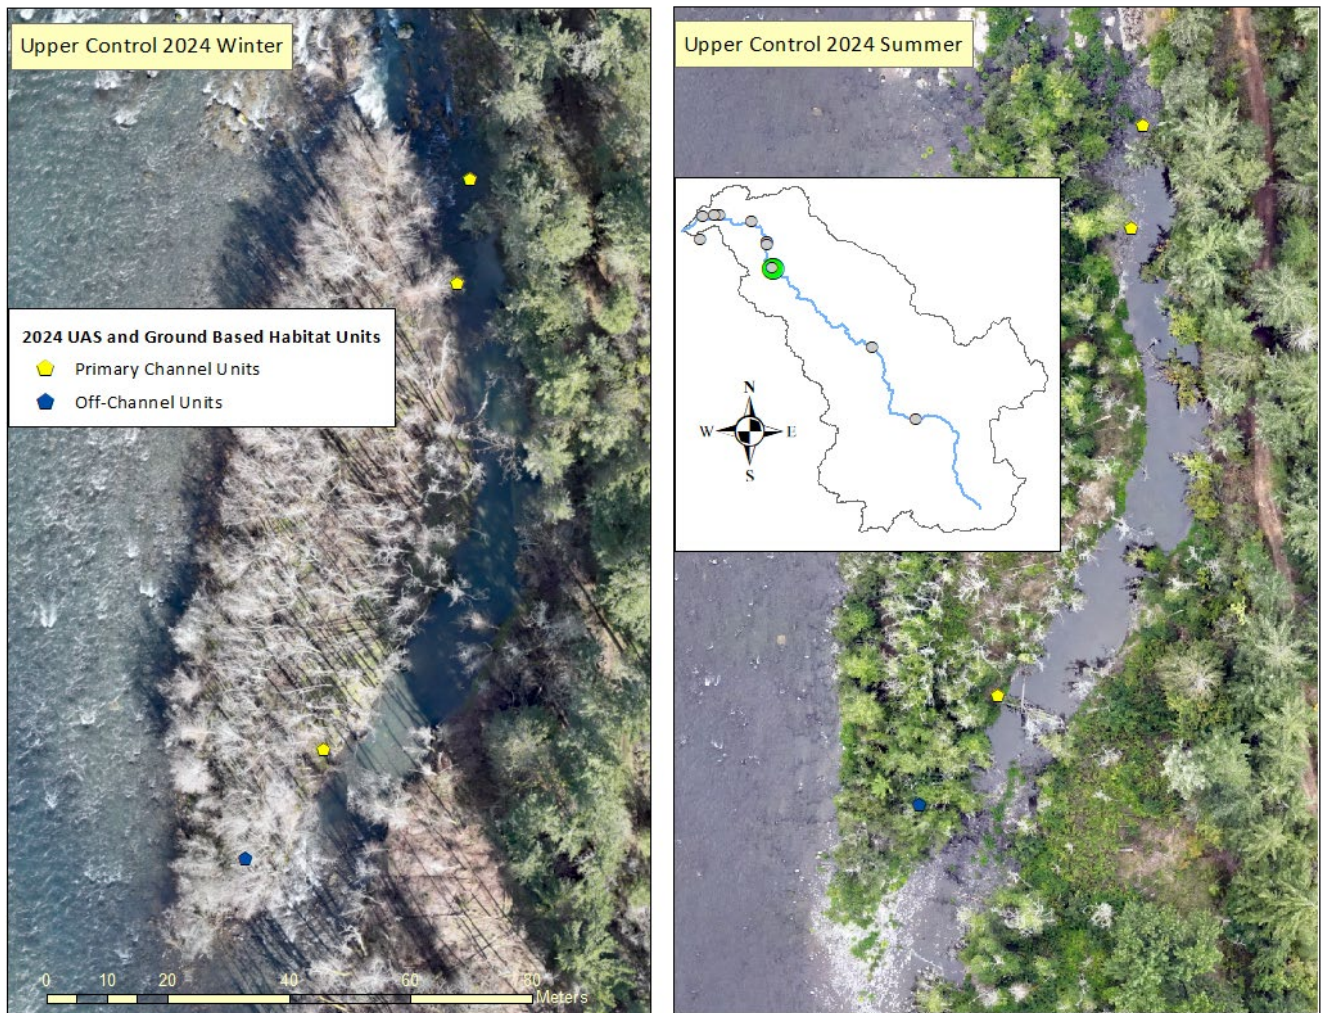 Upper Control 2024 Winter
Upper Control 2024 Summer
2024 UAS and Ground Based Habitat Units
Primary Channel Units
Off-Channel Units
N
W E
S
0 10 20 40 60 80
Meters